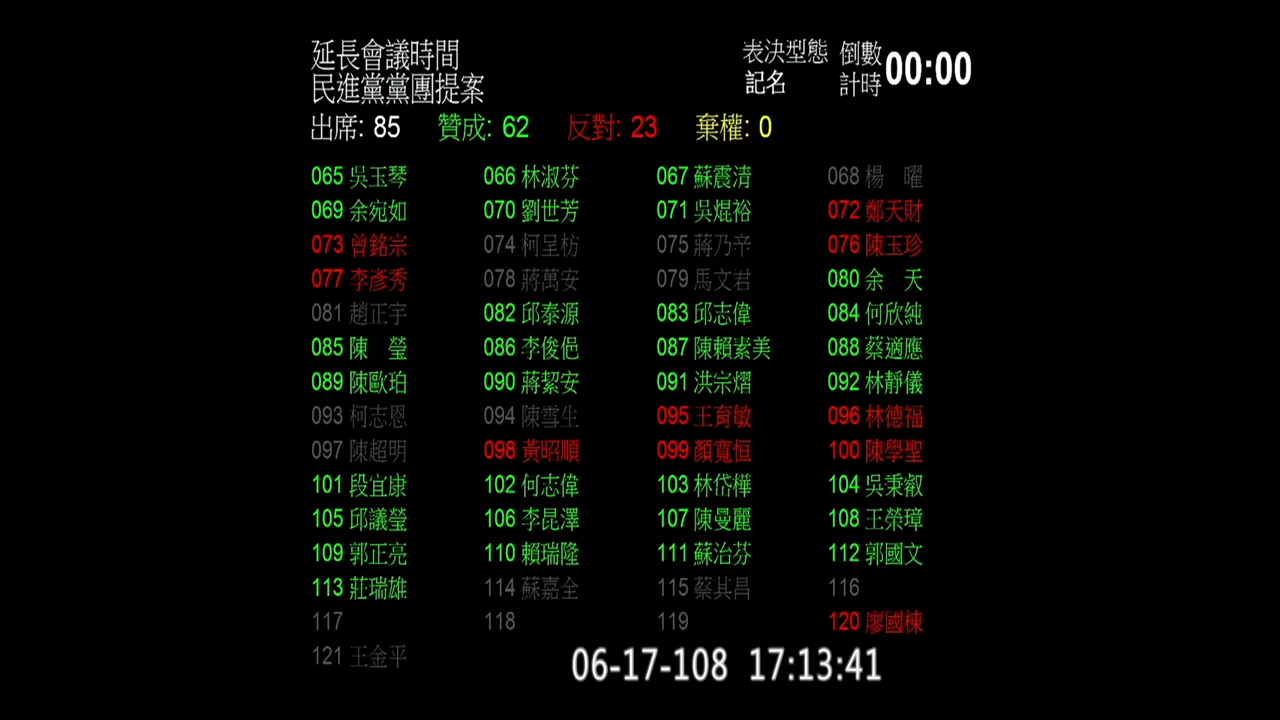 延長會議時間
民進黨黨團提案
表決型態 倒數
記名 計時 00:00
出席: 85 贊成: 62 反對: 23 棄權: 0
065 吳玉琴 066 林淑芬 067 蘇震清 068 楊　曜
069 余宛如 070 劉世芳 071 吳焜裕 072 鄭天財
073 曾銘宗 074 柯呈枋 075 蔣乃辛 076 陳玉珍
077 李彥秀 078 蔣萬安 079 馬文君 080 余　天
081 趙正宇 082 邱泰源 083 邱志偉 084 何欣純
085 陳　瑩 086 李俊俋 087 陳賴素美 088 蔡適應
089 陳歐珀 090 蔣絜安 091 洪宗熠 092 林靜儀
093 柯志恩 094 陳雪生 095 王育敏 096 林德福
097 陳超明 098 黃昭順 099 顏寬恒 100 陳學聖
101 段宜康 102 何志偉 103 林岱樺 104 吳秉叡
105 邱議瑩 106 李昆澤 107 陳曼麗 108 王榮璋
109 郭正亮 110 賴瑞隆 111 蘇治芬 112 郭國文
113 莊瑞雄 114 蘇嘉全 115 蔡其昌 116
117 118 119 120 廖國棟
121 王金平
06-17-108 17:13:41